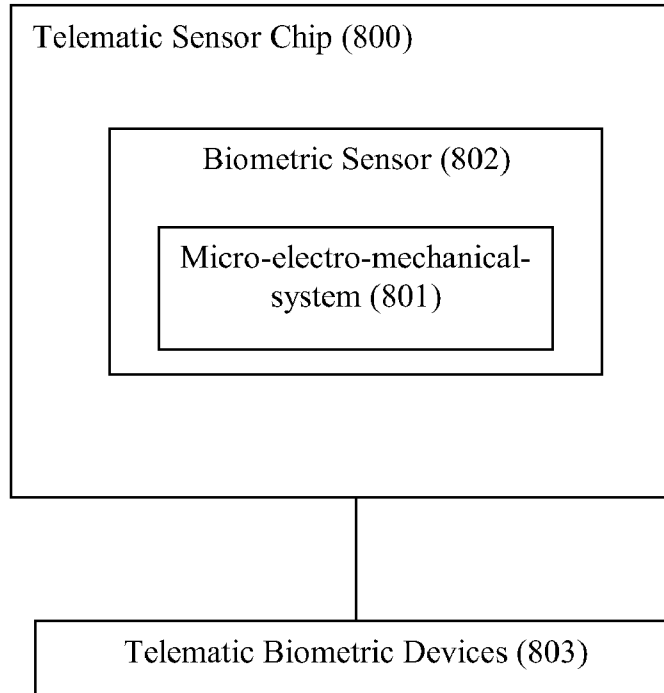 Telematic Sensor Chip (800)
Biometric Sensor (802)
Micro-electro-mechanical-
system (801)
Telematic Biometric Devices (803)